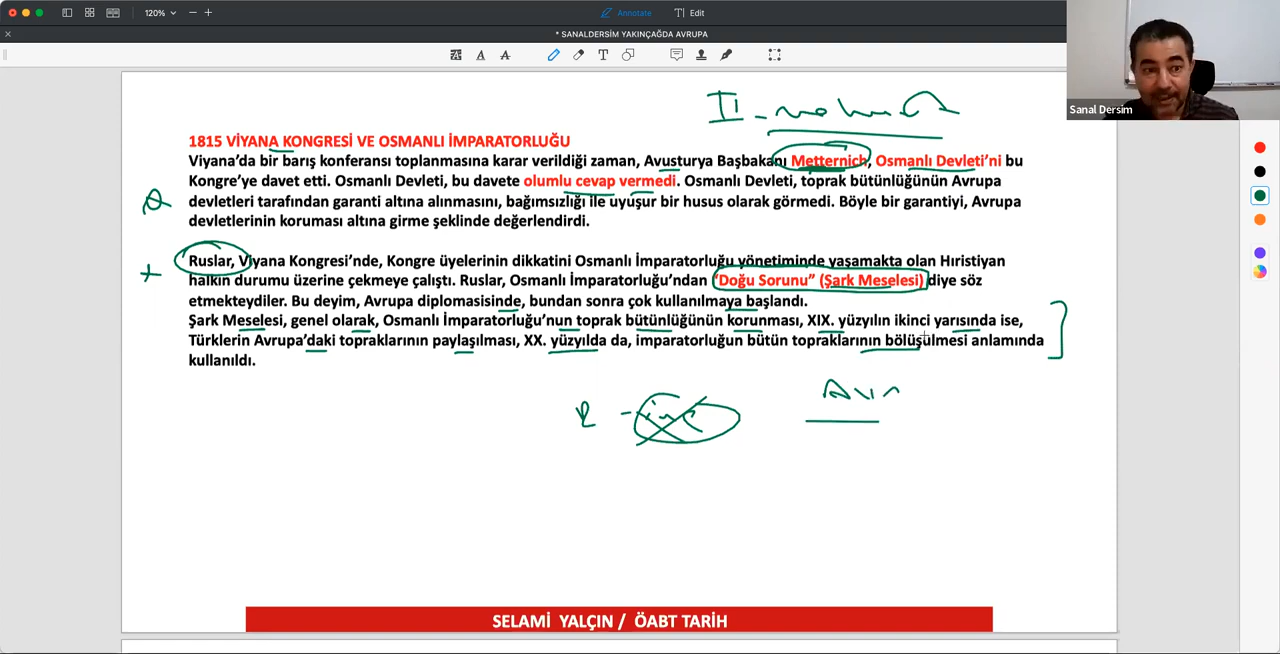 120%
Annotate
Edit
* SANALDERSİM YAKINÇAĞDA AVRUPA
Sanal Dersim
II. mahmut
1815 VİYANA KONGRESİ VE OSMANLI İMPARATORLUĞU
Viyana'da bir barış konferansı toplanmasına karar verildiği zaman, Avusturya Başbakanı Metternich, Osmanlı Devleti'ni bu
Kongre'ye davet etti. Osmanlı Devleti, bu davete olumlu cevap vermedi. Osmanlı Devleti, toprak bütünlüğünün Avrupa
devletleri tarafından garanti altına alınmasını, bağımsızlığı ile uyuşur bir husus olarak görmedi. Böyle bir garantiyi, Avrupa
devletlerinin koruması altına girme şeklinde değerlendirdi.
Ruslar, Viyana Kongresi'nde, Kongre üyelerinin dikkatini Osmanlı İmparatorluğu yönetiminde yaşamakta olan Hıristiyan
halkin durumu üzerine çekmeye çalıştı. Ruslar, Osmanlı İmparatorluğu'ndan "Doğu Sorunu" (Şark Meselesi) diye söz
etmekteydiler. Bu deyim, Avrupa diplomasisinde, bundan sonra çok kullanılmaya başlandı.
Şark Meselesi, genel olarak, Osmanlı İmparatorluğu'nun toprak bütünlüğünün korunması, XIX. yüzyılın ikinci yarısında ise,
Türklerin Avrupa'daki topraklarının paylaşılması, XX. yüzyılda da, imparatorluğun bütün topraklarının bölüşülmesi anlamında
kullanıldı.
SELAMİ YALÇIN / ÖABT TARİH